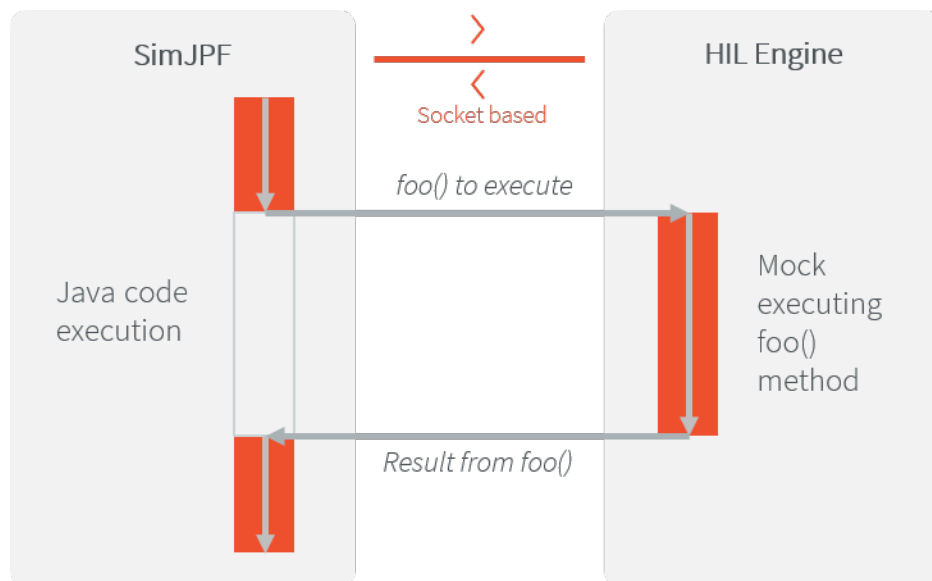 SimJPF
HIL Engine
Socket based
foo() to execute
Java code
execution
Mock
executing
foo()
method
Result from foo()